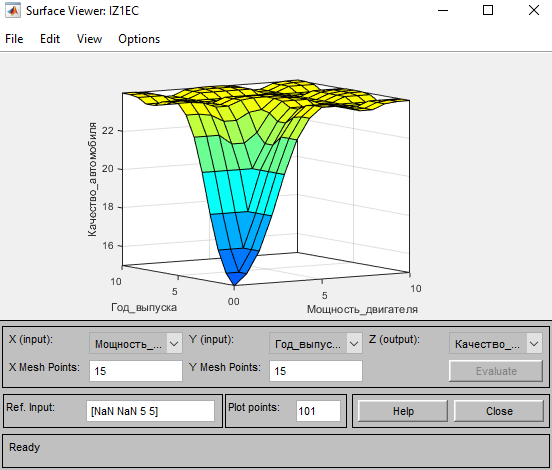 Surface Viewer: IZ1EC
File Edit View Options
22
20
18
16
Качество_автомобиля
10
5
00
5
10
Год_выпуска
Мощность_двигателя
X (input): Мощность_... Y (input): Год_выпус... Z (output): Качество_...
X Mesh Points: 15 Y Mesh Points: 15 Evaluate
Ref. Input: [NaN NaN 5 5] Plot points: 101 Help Close
Ready